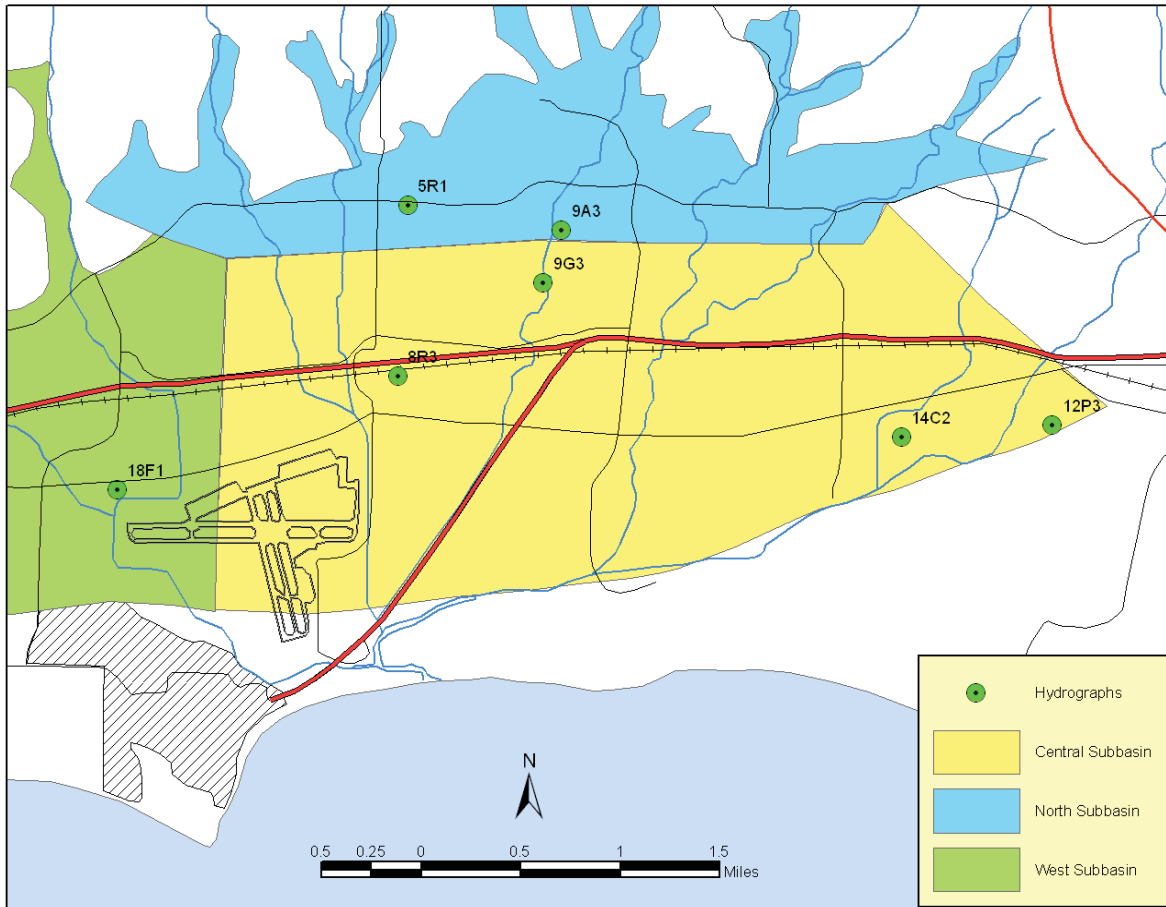 5R1
9A3
9G3
8R3
14C2
12P3
18F1
N
0.5 0.25 0 0.5 1 1.5
Miles
Hydrographs
Central Subbasin
North Subbasin
West Subbasin